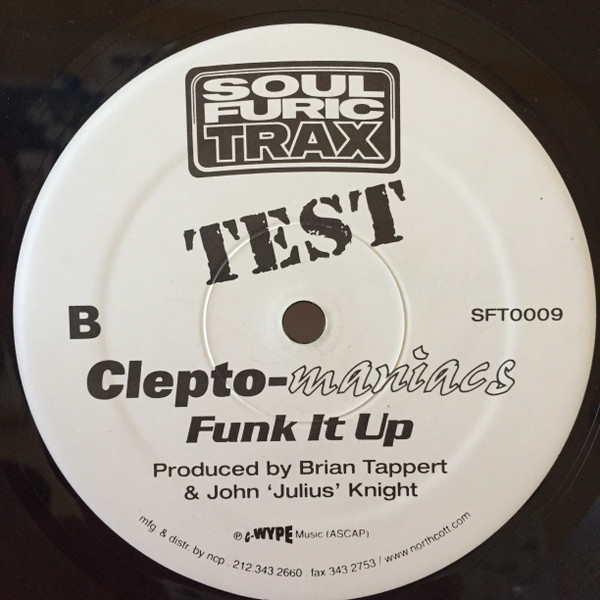 SOUL
FURIC
TRAX
TEST
B
SFT0009
Clepto-maniacs
Funk It Up
Produced by Brian Tappert
& John ‘Julius’ Knight
℗ c-WYPE Music (ASCAP)
mfg. & distr. by ncp . 212.343.2660 . fax 343 2753 / www.northcott.com